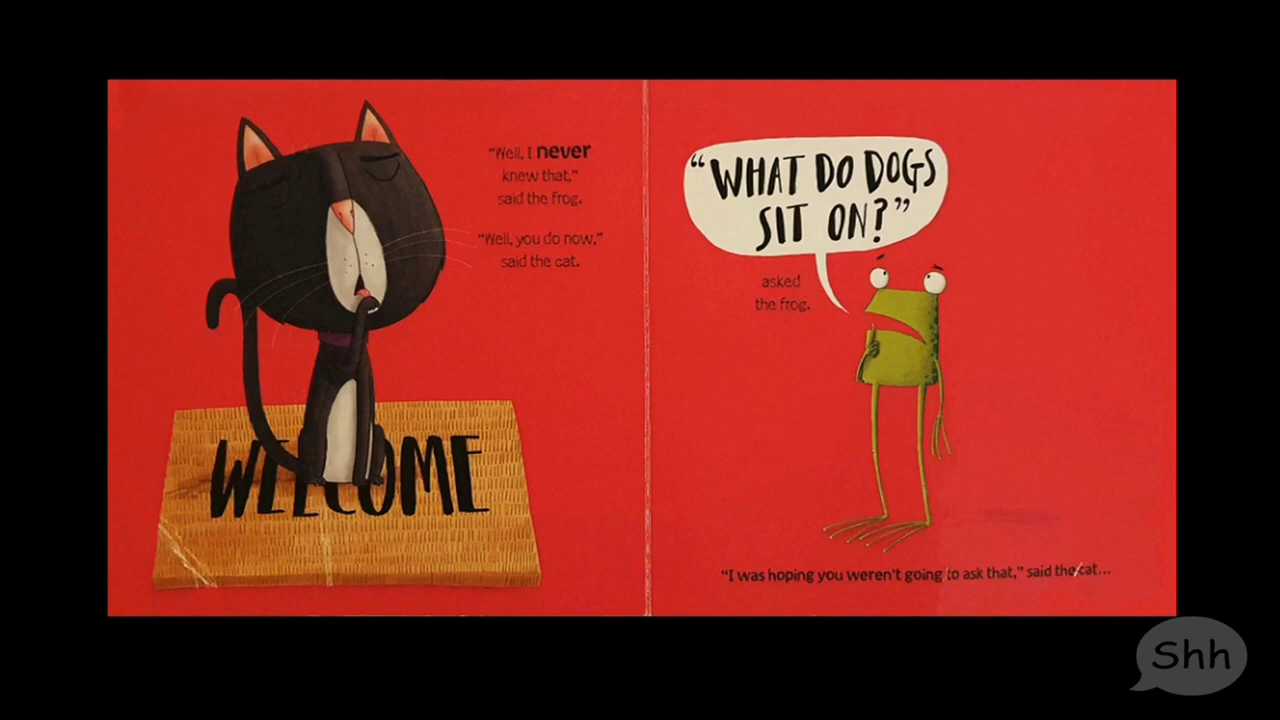 "Well, I never
knew that,"
said the frog.
"Well, you do now,"
said the cat.
WELCOME
"WHAT DO DOGS
SIT ON?"
asked
the frog.
"I was hoping you weren't going to ask that," said the cat...
Shh